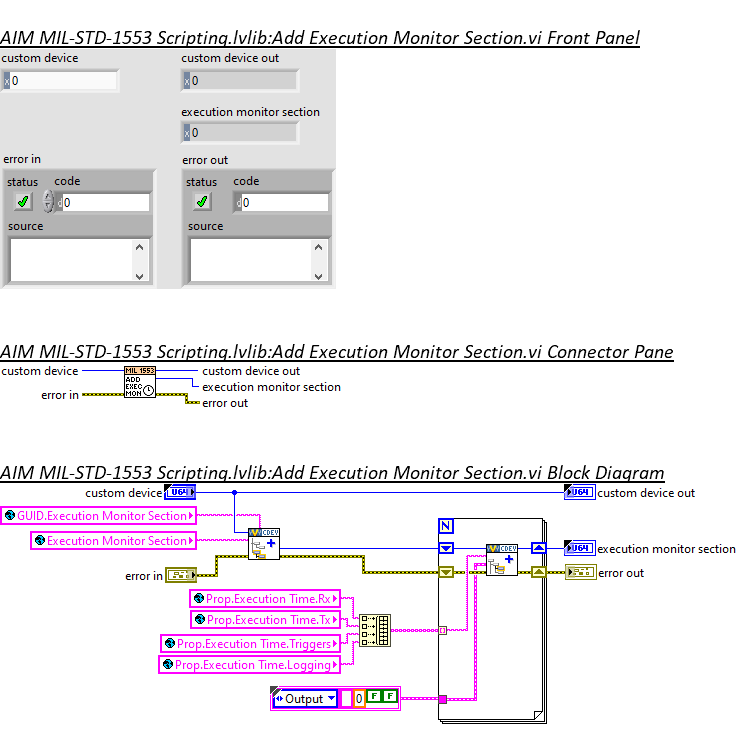 AIM MIL-STD-1553 Scripting.lvlib:Add Execution Monitor Section.vi Front Panel
custom device
custom device out
x 0
x 0
execution monitor section
x 0
error in
error out
status
code
status
code
d 0
d 0
source
source
AIM MIL-STD-1553 Scripting.lvlib:Add Execution Monitor Section.vi Connector Pane
custom device
MIL 1553
custom device out
ADD
EXEC
execution monitor section
MON
error in
error out
AIM MIL-STD-1553 Scripting.lvlib:Add Execution Monitor Section.vi Block Diagram
custom device
U64
U64
custom device out
GUID.Execution Monitor Section
N
CDEV
Execution Monitor Section
CDEV
U64
execution monitor section
error in
error out
Prop.Execution Time.Rx
Prop.Execution Time.Tx
Prop.Execution Time.Triggers
Prop.Execution Time.Logging
Output
0
F
F